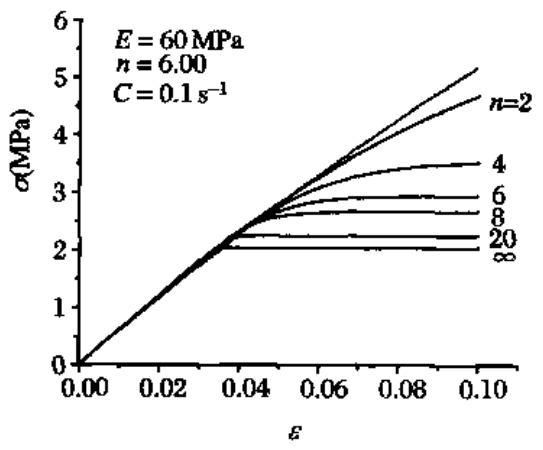 6
E = 60 MPa
n = 6.00
C = 0.1 s⁻¹
5
n=2
4
4
σ(MPa)
3
6
8
2
20
∞
1
0
0.00 0.02 0.04 0.06 0.08 0.10
ε